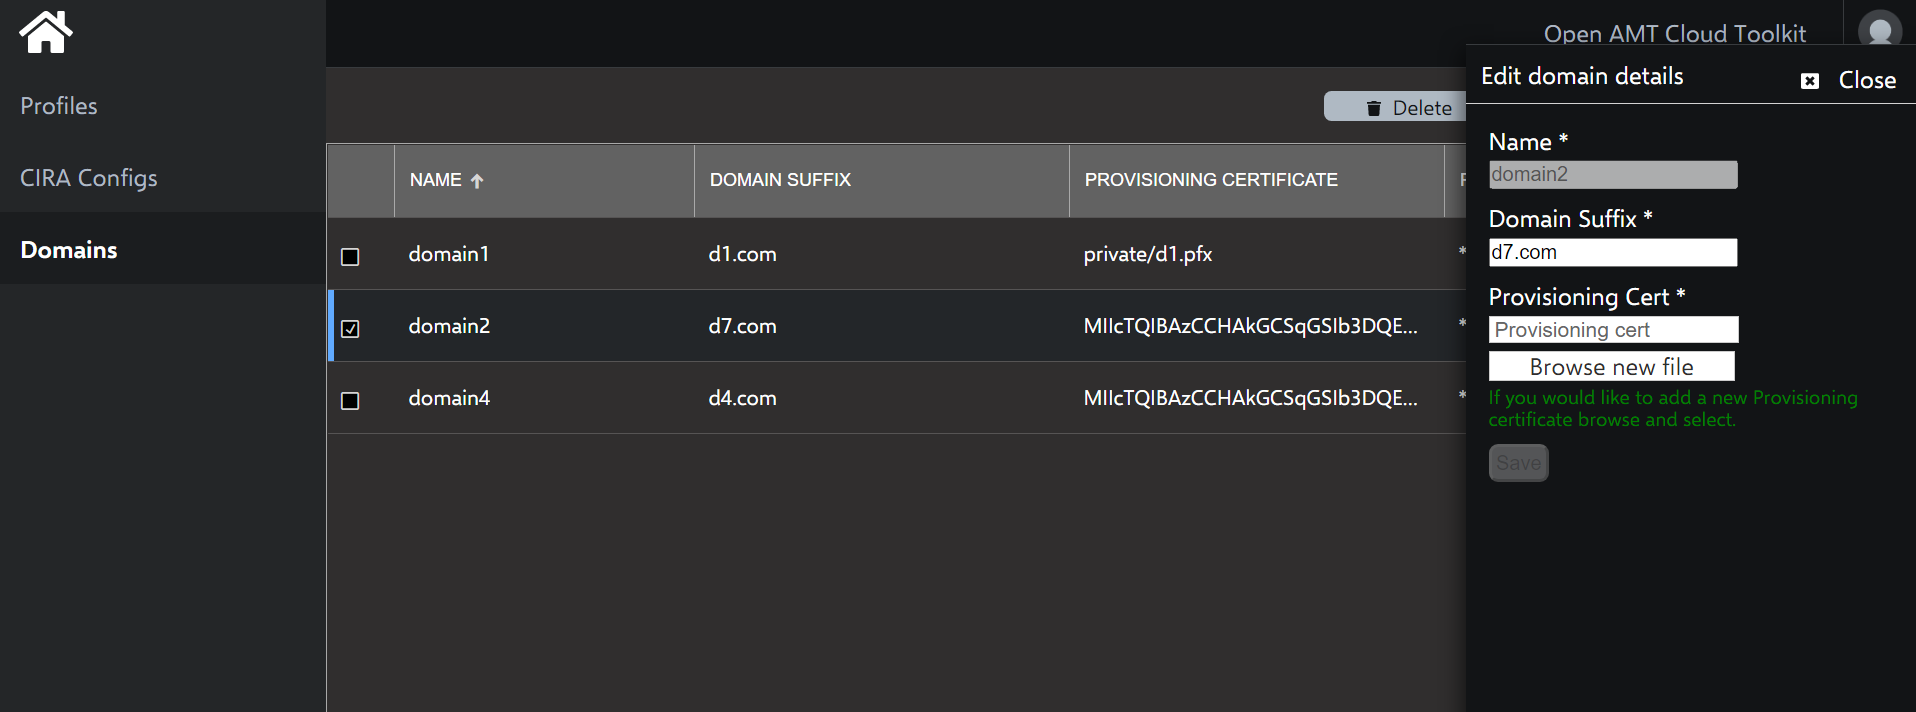 Open AMT Cloud Toolkit
Profiles
CIRA Configs
Domains
Delete
NAME DOMAIN SUFFIX PROVISIONING CERTIFICATE
domain1 d1.com private/d1.pfx *
domain2 d7.com MIIcTQIBAzCCHAkGCSqGSIb3DQE... *
domain4 d4.com MIIcTQIBAzCCHAkGCSqGSIb3DQE... *
Edit domain details Close
Name *
domain2
Domain Suffix *
d7.com
Provisioning Cert *
Provisioning cert
Browse new file
If you would like to add a new Provisioning
certificate browse and select.
Save